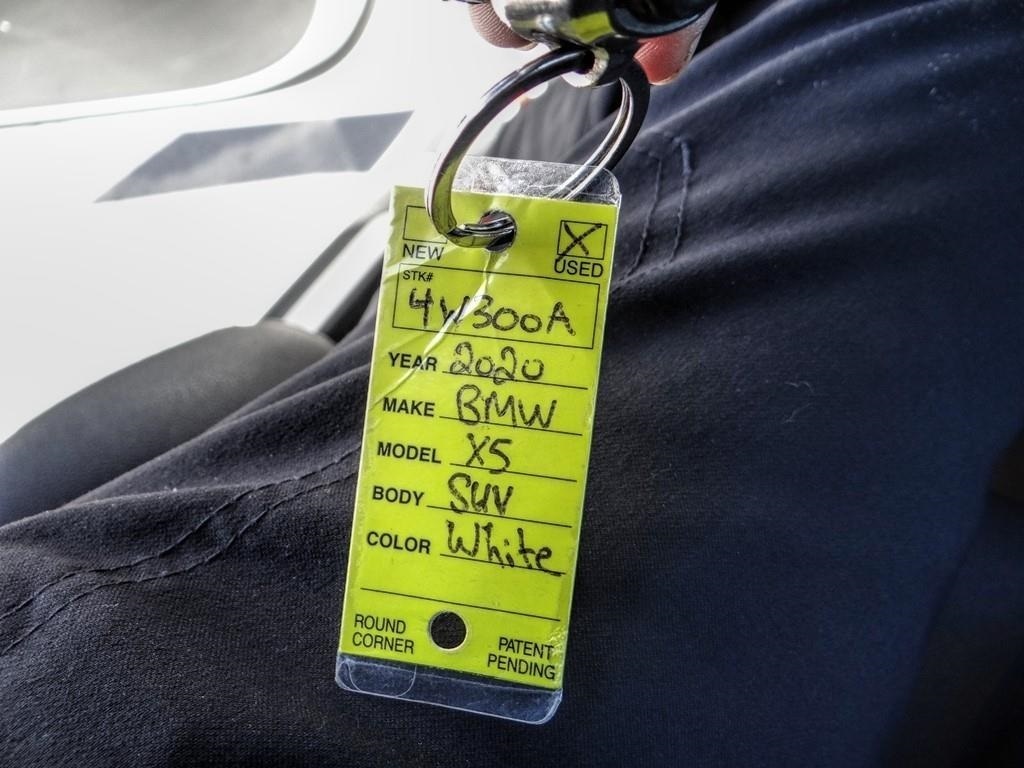 NEW X USED
STK#
4W300A
YEAR 2020
MAKE BMW
MODEL X5
BODY SUV
COLOR White
ROUND CORNER
PATENT PENDING